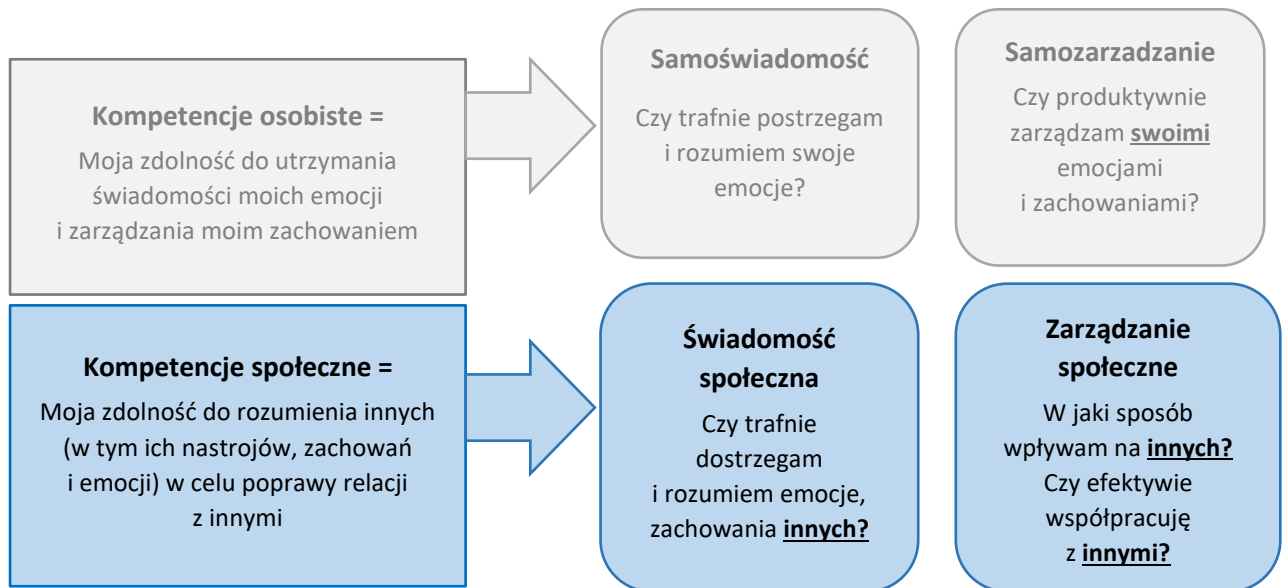 Kompetencje osobiste =
Moja zdolność do utrzymania
świadomości moich emocji
i zarządzania moim zachowaniem
Samoświadomość
Czy trafnie postrzegam
i rozumiem swoje
emocje?
Samozarzadzanie
Czy produktywnie
zarządzam swoimi
emocjami
i zachowaniami?
Kompetencje społeczne =
Moja zdolność do rozumienia innych
(w tym ich nastrojów, zachowań
i emocji) w celu poprawy relacji
z innymi
Świadomość
społeczna
Czy trafnie
dostrzegam
i rozumiem emocje,
zachowania innych?
Zarządzanie
społeczne
W jaki sposób
wpływam na innych?
Czy efektywie
współpracuję
z innymi?